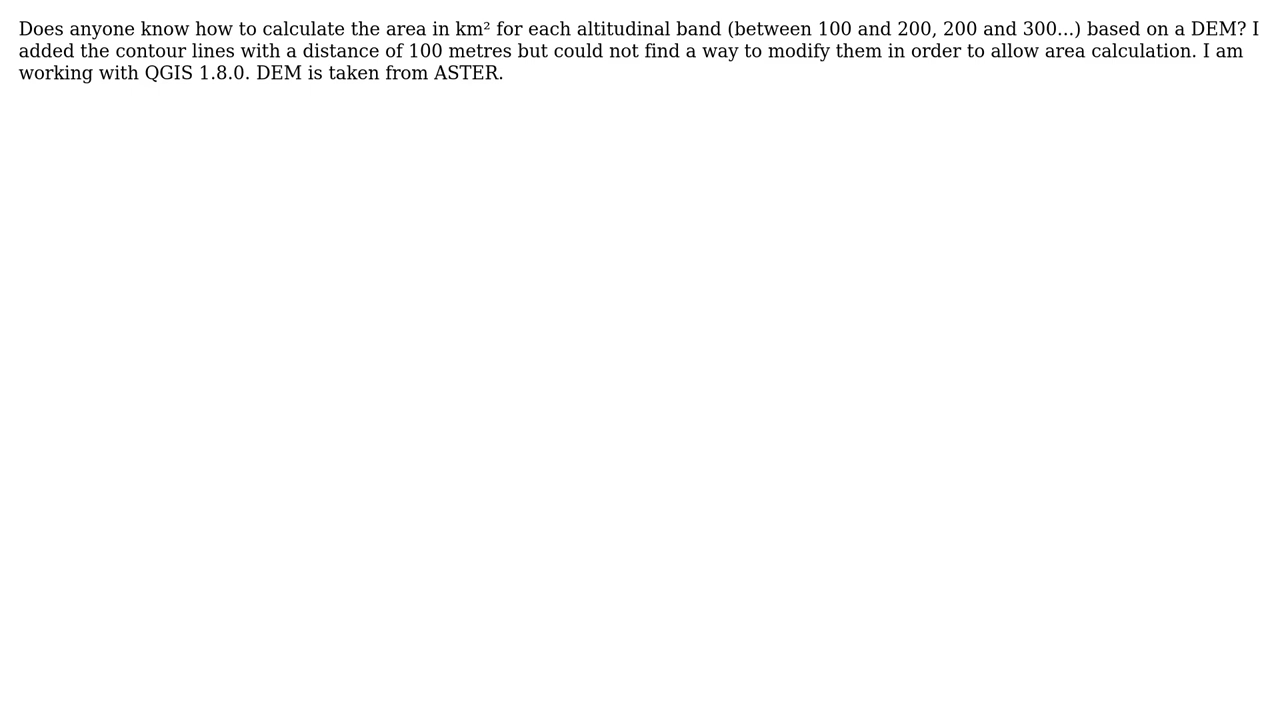 Does anyone know how to calculate the area in km² for each altitudinal band (between 100 and 200, 200 and 300...) based on a DEM? I
added the contour lines with a distance of 100 metres but could not find a way to modify them in order to allow area calculation. I am
working with QGIS 1.8.0. DEM is taken from ASTER.